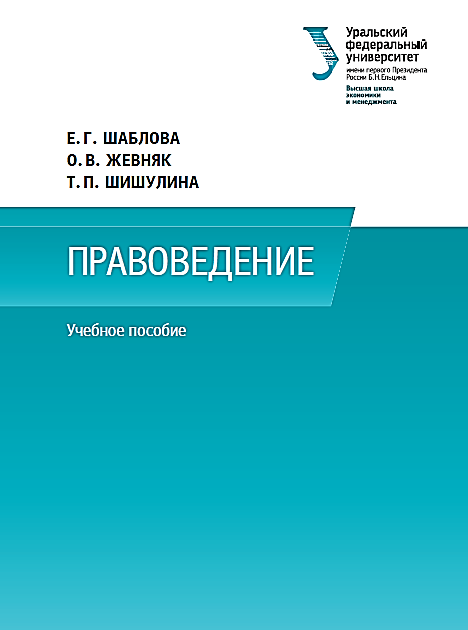 Уральский
федеральный
университет
имени первого Президента
России Б.Н.Ельцина
Высшая школа
экономики
и менеджмента
Е. Г. ШАБЛОВА
О. В. ЖЕВНЯК
Т. П. ШИШУЛИНА
ПРАВОВЕДЕНИЕ
Учебное пособие